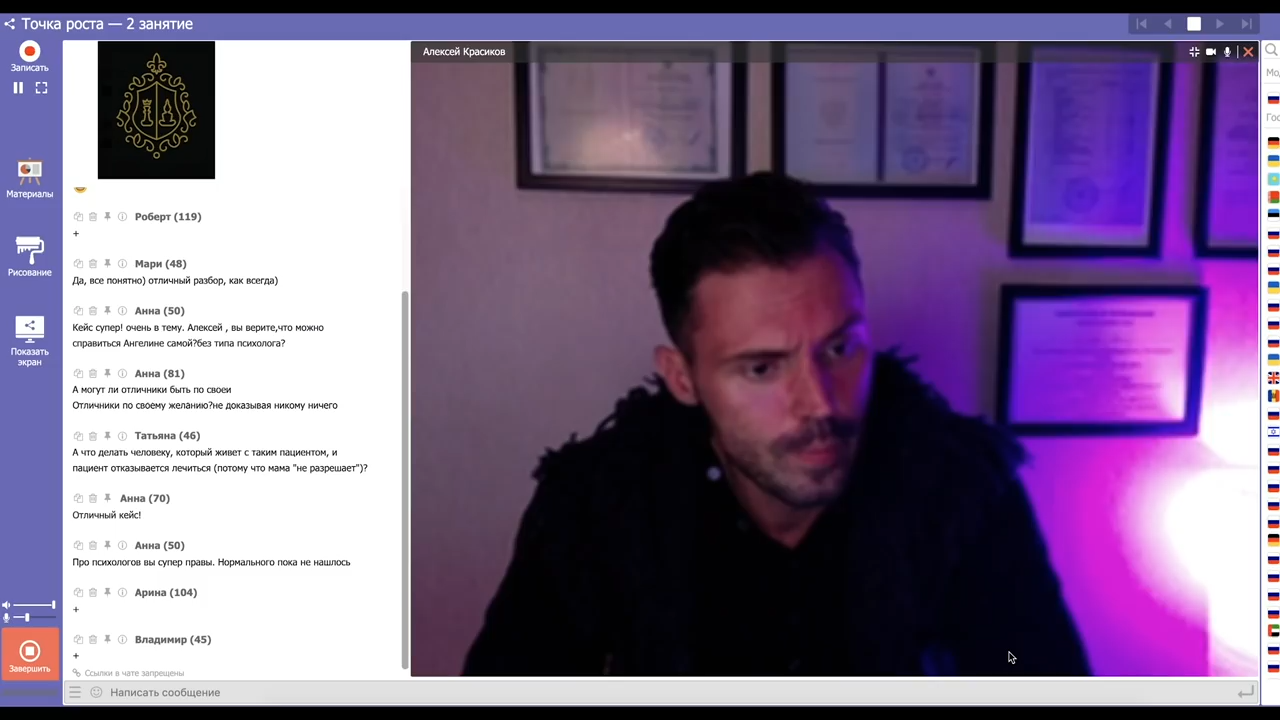 Точка роста — 2 занятие
Записать
Материалы
Рисование
Показать
экран
Завершить
Роберт (119)
+
Мари (48)
Да, все понятно) отличный разбор, как всегда)
Анна (50)
Кейс супер! очень в тему. Алексей , вы верите,что можно
справиться Ангелине самой?без типа психолога?
Анна (81)
А могут ли отличники быть по своеи
Отличники по своему желанию?не доказывая никому ничего
Татьяна (46)
А что делать человеку, который живет с таким пациентом, и
пациент отказывается лечиться (потому что мама "не разрешает")?
Анна (70)
Отличный кейс!
Анна (50)
Про психологов вы супер правы. Нормального пока не нашлось
Арина (104)
+
Владимир (45)
+
Ссылки в чате запрещены
Написать сообщение
Алексей Красиков
Мо
Гос